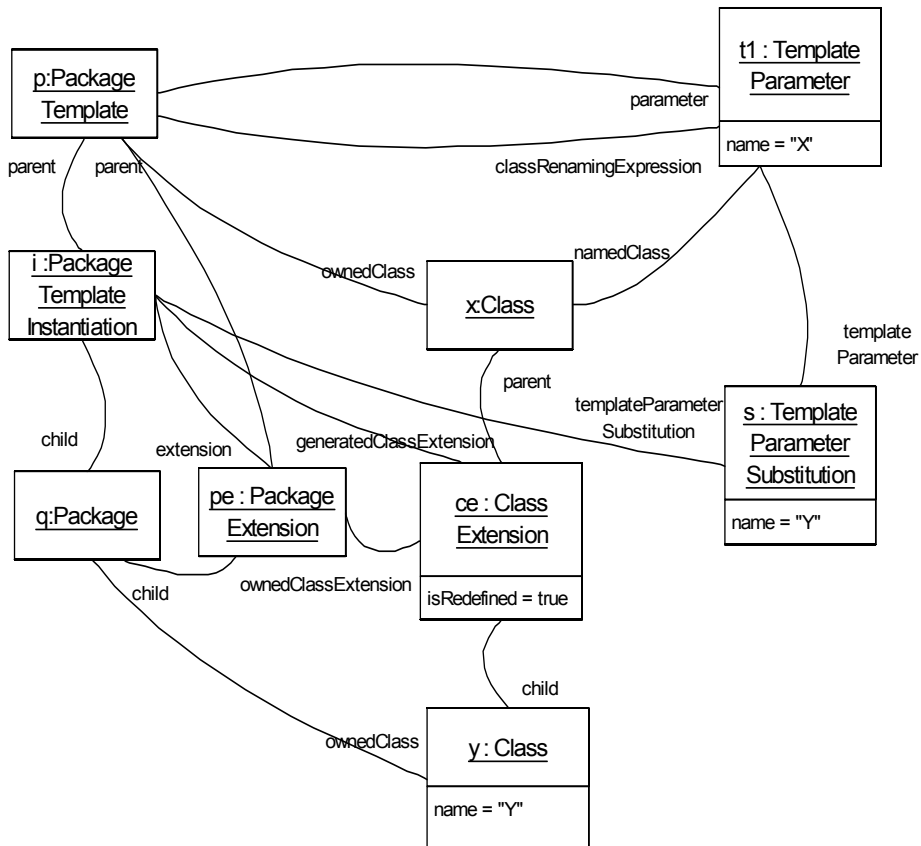 t1 : Template
Parameter
name = "X"
p:Package
Template
parameter
classRenamingExpression
parent
parent
i :Package
Template
Instantiation
ownedClass
namedClass
x:Class
template
Parameter
parent
templateParameter
Substitution
s : Template
Parameter
Substitution
name = "Y"
child
extension
generatedClassExtension
q:Package
pe : Package
Extension
ce : Class
Extension
isRedefined = true
ownedClassExtension
child
child
ownedClass
y : Class
name = "Y"